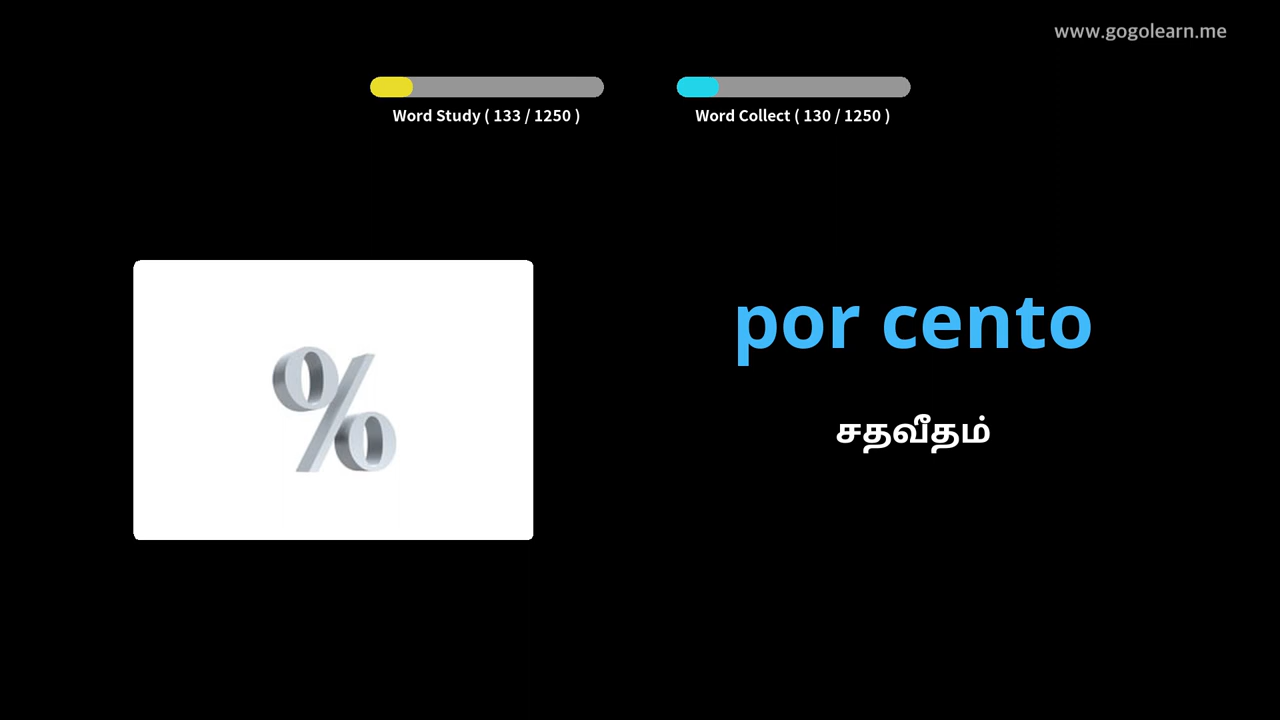 www.gogolearn.me
Word Study ( 133 / 1250 )
Word Collect ( 130 / 1250 )
%
por cento
சதவீதம்